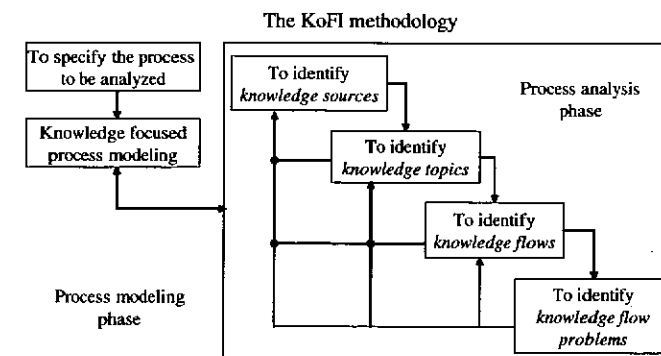 The KoFI methodology
To specify the process
to be analyzed
Knowledge focused
process modeling
Process modeling
phase
To identify
knowledge sources
Process analysis
phase
To identify
knowledge topics
To identify
knowledge flows
To identify
knowledge flow
problems